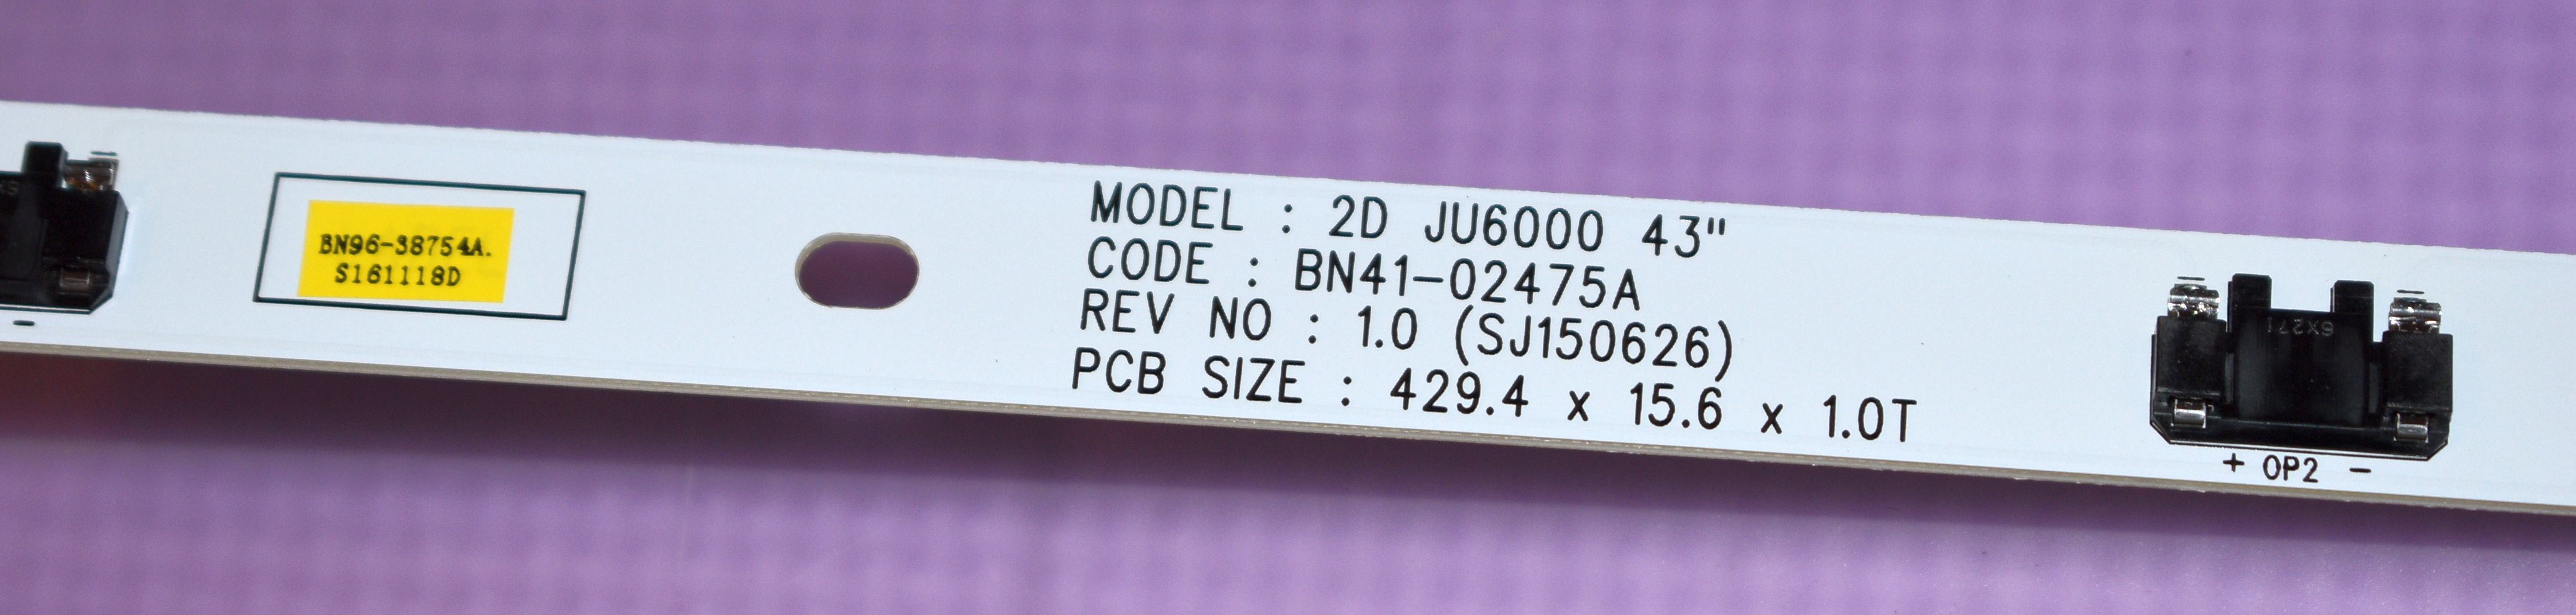 BN96-38754A.
S161118D
MODEL : 2D JU6000 43"
CODE : BN41-02475A
REV NO : 1.0 (SJ150626)
PCB SIZE : 429.4 x 15.6 x 1.0T
6X271
+ OP2 -
-